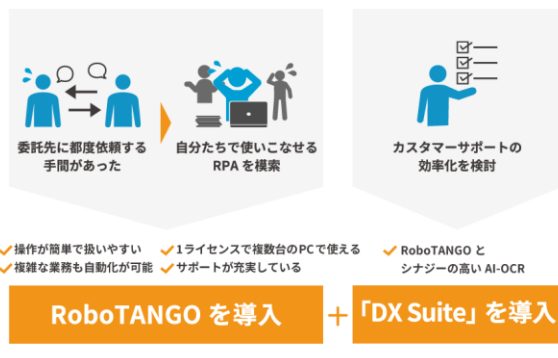 委託先に都度依頼する
手間があった
自分たちで使いこなせる
RPA を模索
カスタマーサポートの
効率化を検討
操作が簡単で扱いやすい
複雑な業務も自動化が可能
1ライセンスで複数台のPCで使える
サポートが充実している
RoboTANGO と
シナジーの高い AI-OCR
RoboTANGO を導入
+
「DX Suite」を導入